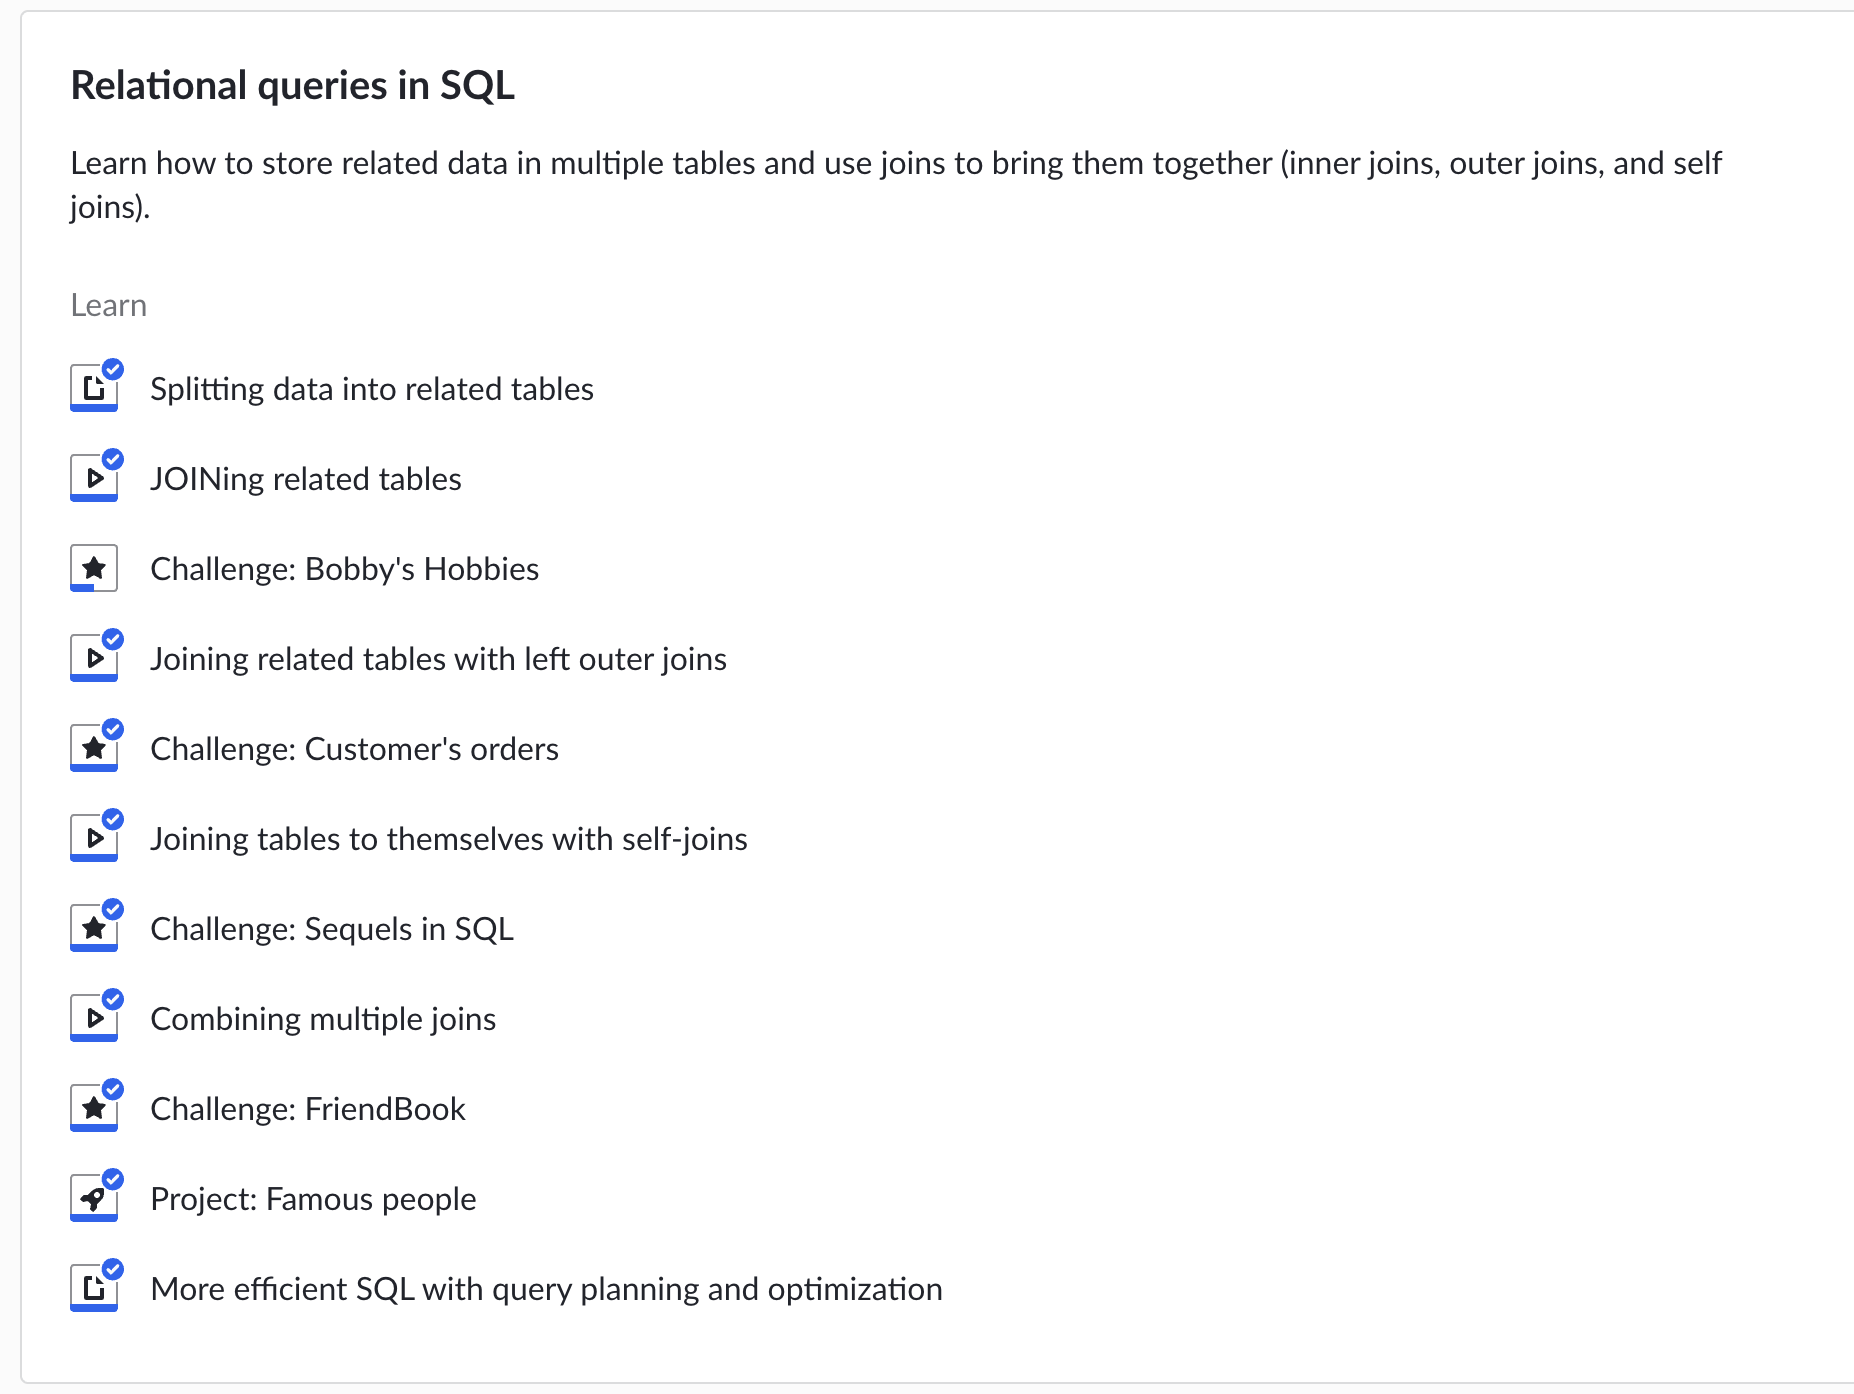 Relational queries in SQL
Learn how to store related data in multiple tables and use joins to bring them together (inner joins, outer joins, and self
joins).
Learn
Splitting data into related tables
JOINing related tables
Challenge: Bobby's Hobbies
Joining related tables with left outer joins
Challenge: Customer's orders
Joining tables to themselves with self-joins
Challenge: Sequels in SQL
Combining multiple joins
Challenge: FriendBook
Project: Famous people
More efficient SQL with query planning and optimization